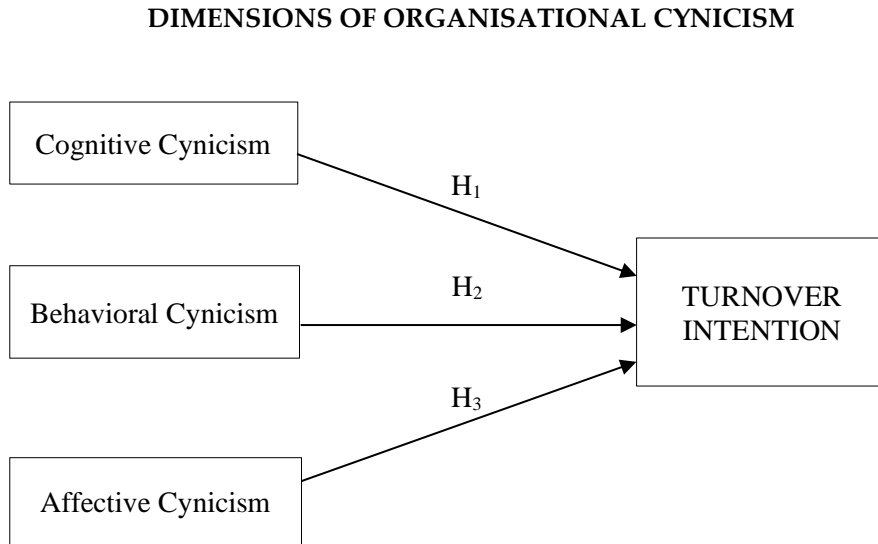 DIMENSIONS OF ORGANISATIONAL CYNICISM
Cognitive Cynicism
H₁
Behavioral Cynicism
H₂
TURNOVER
INTENTION
H₃
Affective Cynicism